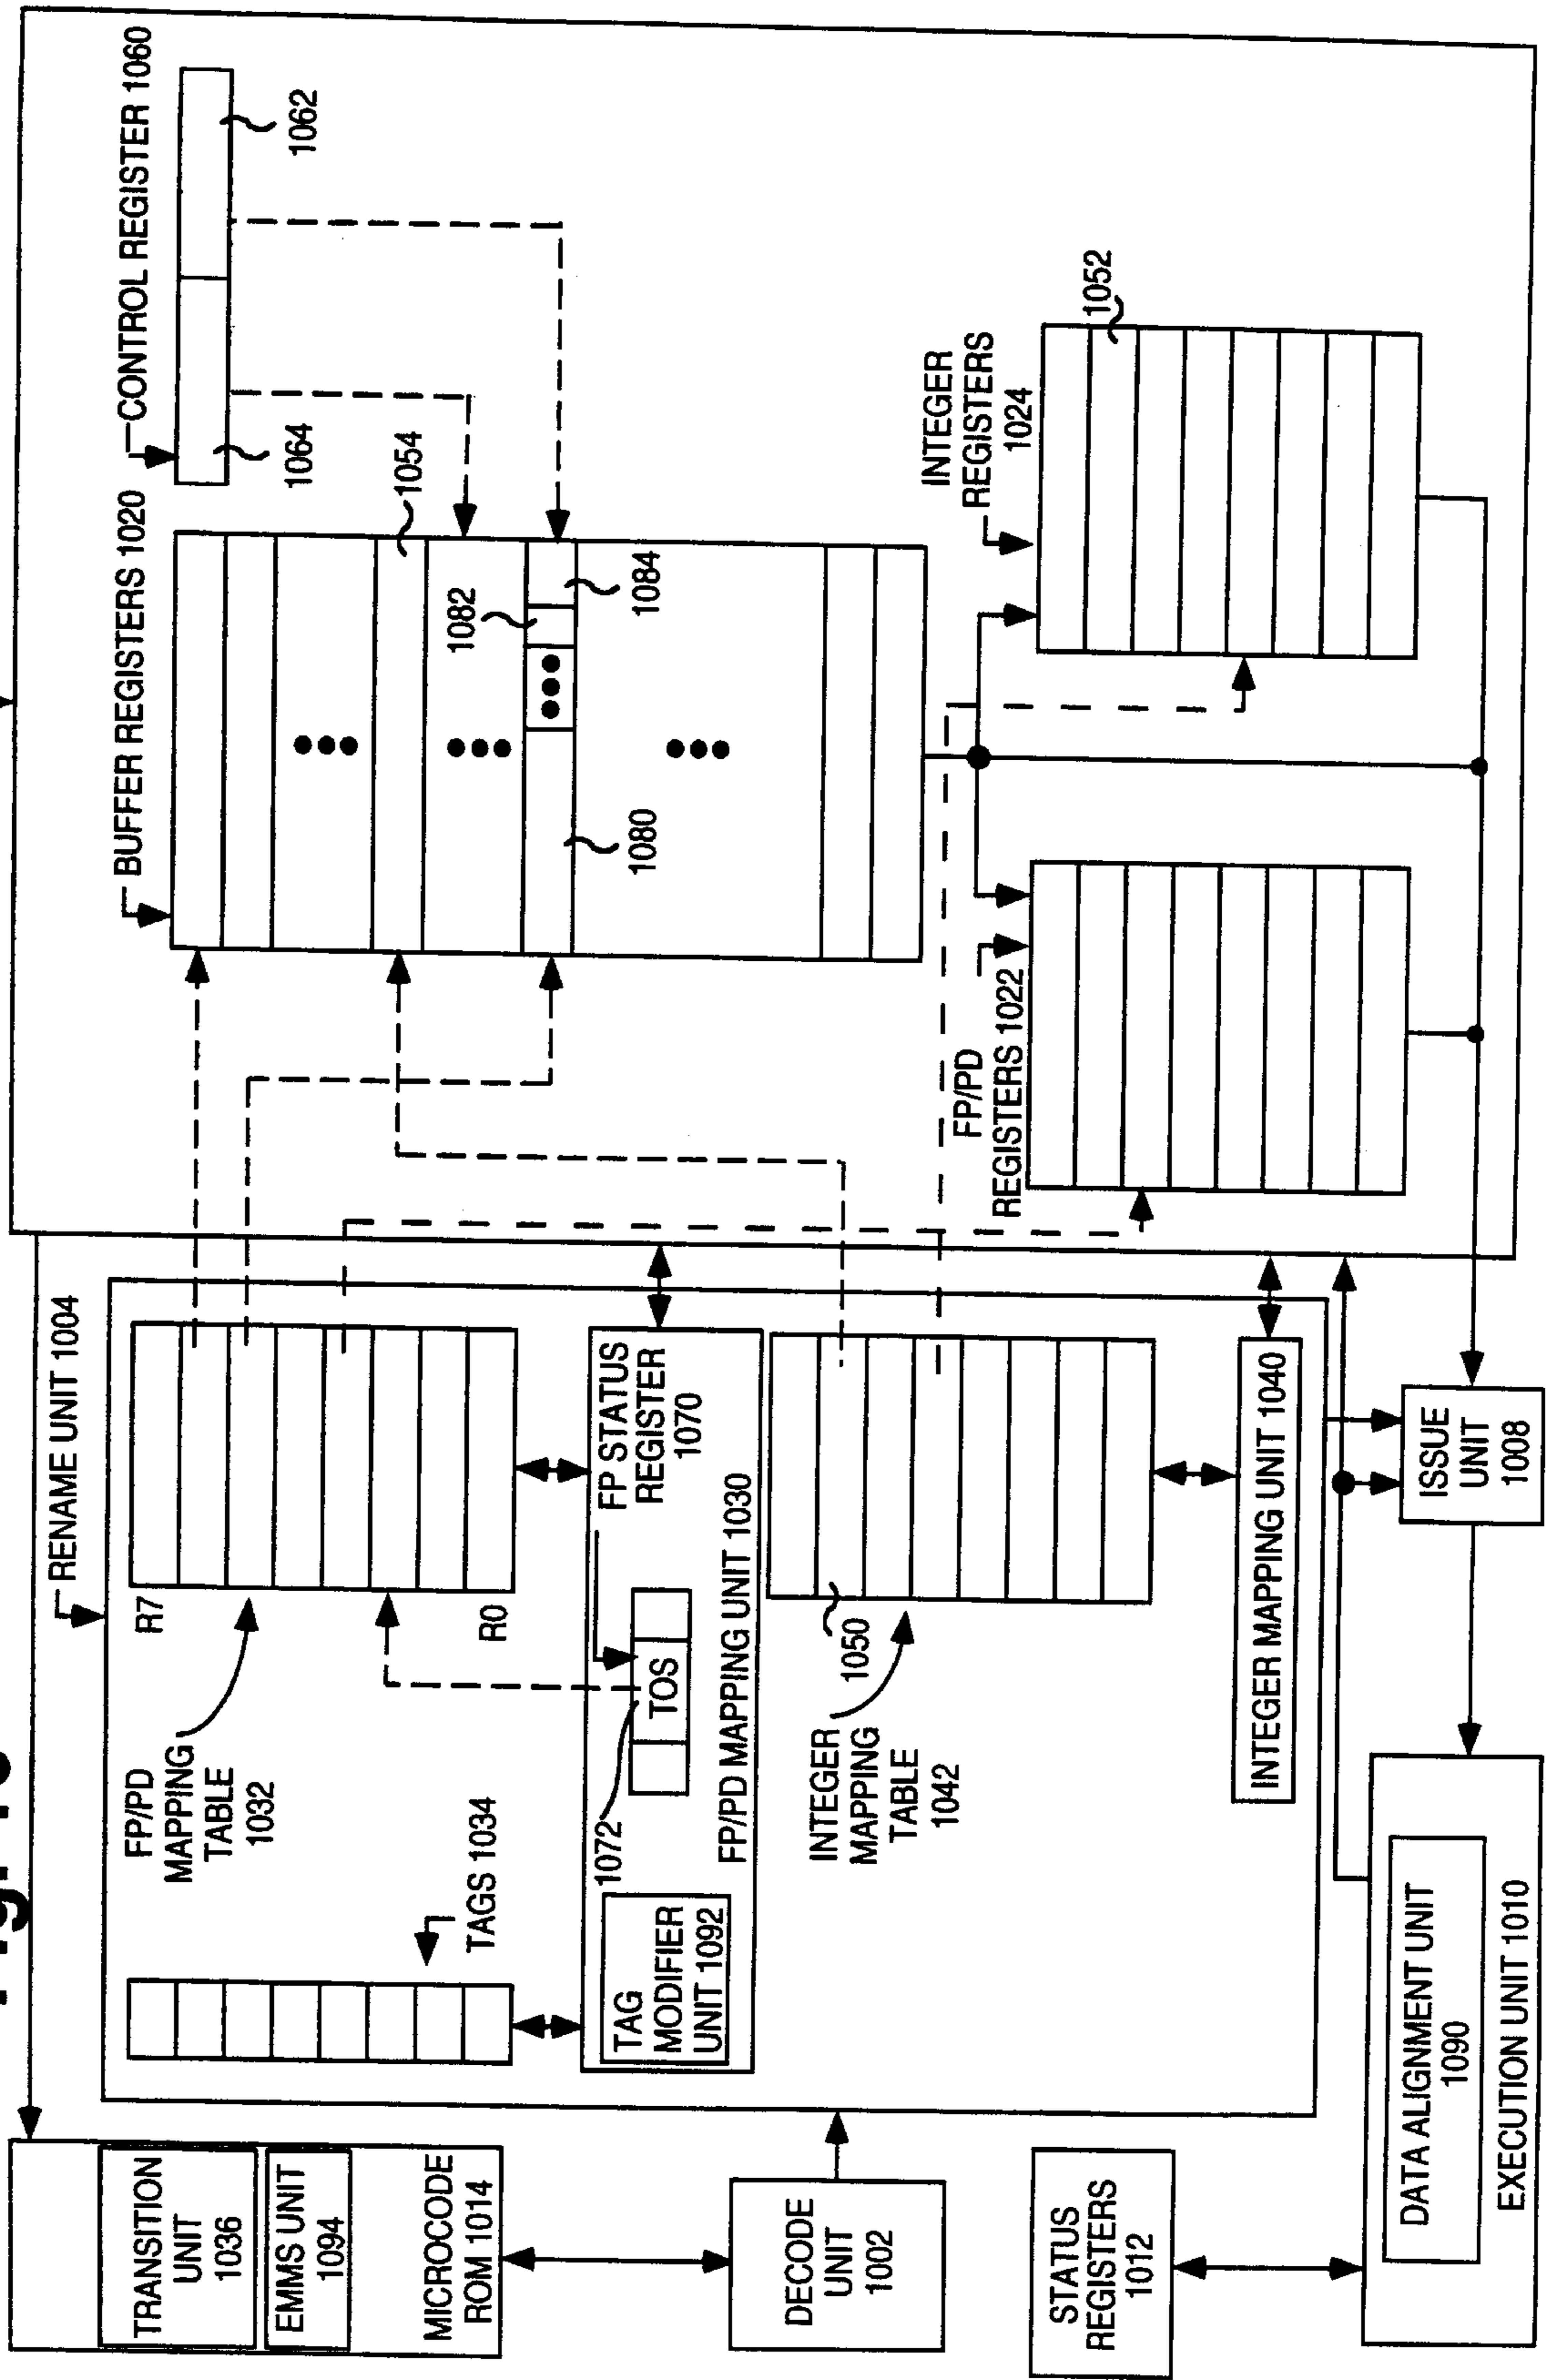 TRANSITION
UNIT
1036
EMMS UNIT
1094
MICROCODE
ROM 1014
DECODE
UNIT
1002
STATUS
REGISTERS
1012
DATA ALIGNMENT UNIT
1090
EXECUTION UNIT 1010
RENAME UNIT 1004
TAGS 1034
FP/PD
MAPPING
TABLE
1032
R7
R0
TAG
MODIFIER
UNIT 1092
1072
TOS
FP STATUS
REGISTER
1070
FP/PD MAPPING UNIT 1030
INTEGER
MAPPING
TABLE
1042
1050
INTEGER MAPPING UNIT 1040
ISSUE
UNIT
1008
BUFFER REGISTERS 1020
CONTROL REGISTER 1060
1064
1062
1054
1082
1080
1084
FP/PD
REGISTERS 1022
INTEGER
REGISTERS
1024
1052